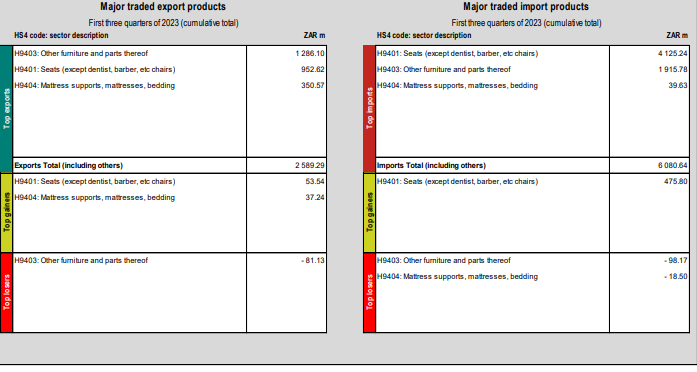 Major traded export products
First three quarters of 2023 (cumulative total)
HS4 code: sector description ZAR m
Top exports
H9403: Other furniture and parts thereof 1 286.10
H9401: Seats (except dentist, barber, etc chairs) 952.62
H9404: Mattress supports, mattresses, bedding 350.57
Exports Total (including others) 2 589.29
Top gainers
H9401: Seats (except dentist, barber, etc chairs) 53.54
H9404: Mattress supports, mattresses, bedding 37.24
Top losers
H9403: Other furniture and parts thereof - 81.13
Major traded import products
First three quarters of 2023 (cumulative total)
HS4 code: sector description ZAR m
Top imports
H9401: Seats (except dentist, barber, etc chairs) 4 125.24
H9403: Other furniture and parts thereof 1 915.78
H9404: Mattress supports, mattresses, bedding 39.63
Imports Total (including others) 6 080.64
Top gainers
H9401: Seats (except dentist, barber, etc chairs) 475.80
Top losers
H9403: Other furniture and parts thereof - 98.17
H9404: Mattress supports, mattresses, bedding - 18.50